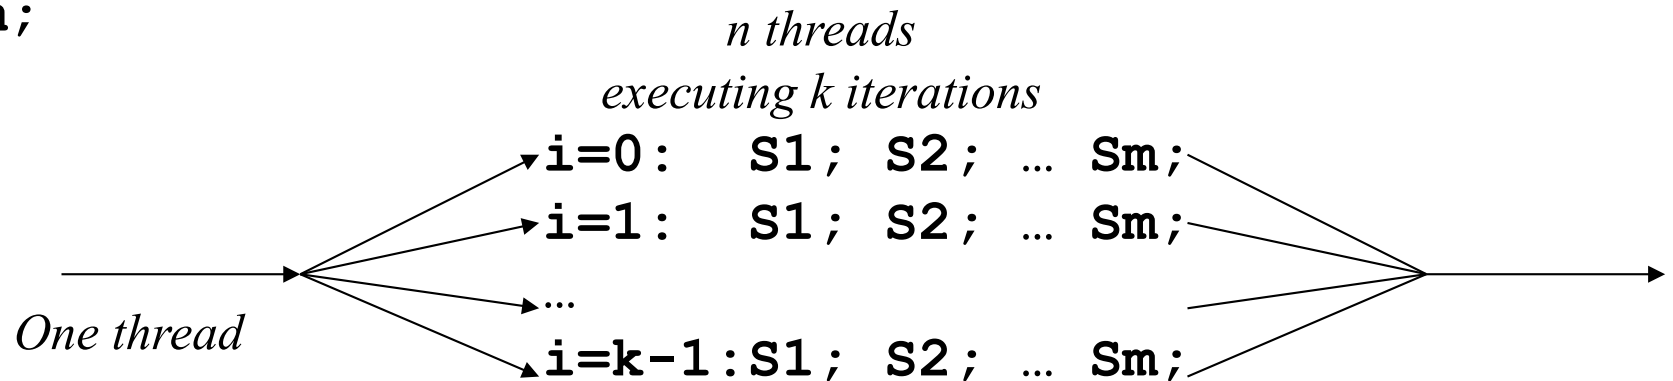 ;
n threads
executing k iterations
i=0: S1; S2; … Sm;
i=1: S1; S2; … Sm;
…
One thread
i=k-1:S1; S2; … Sm;